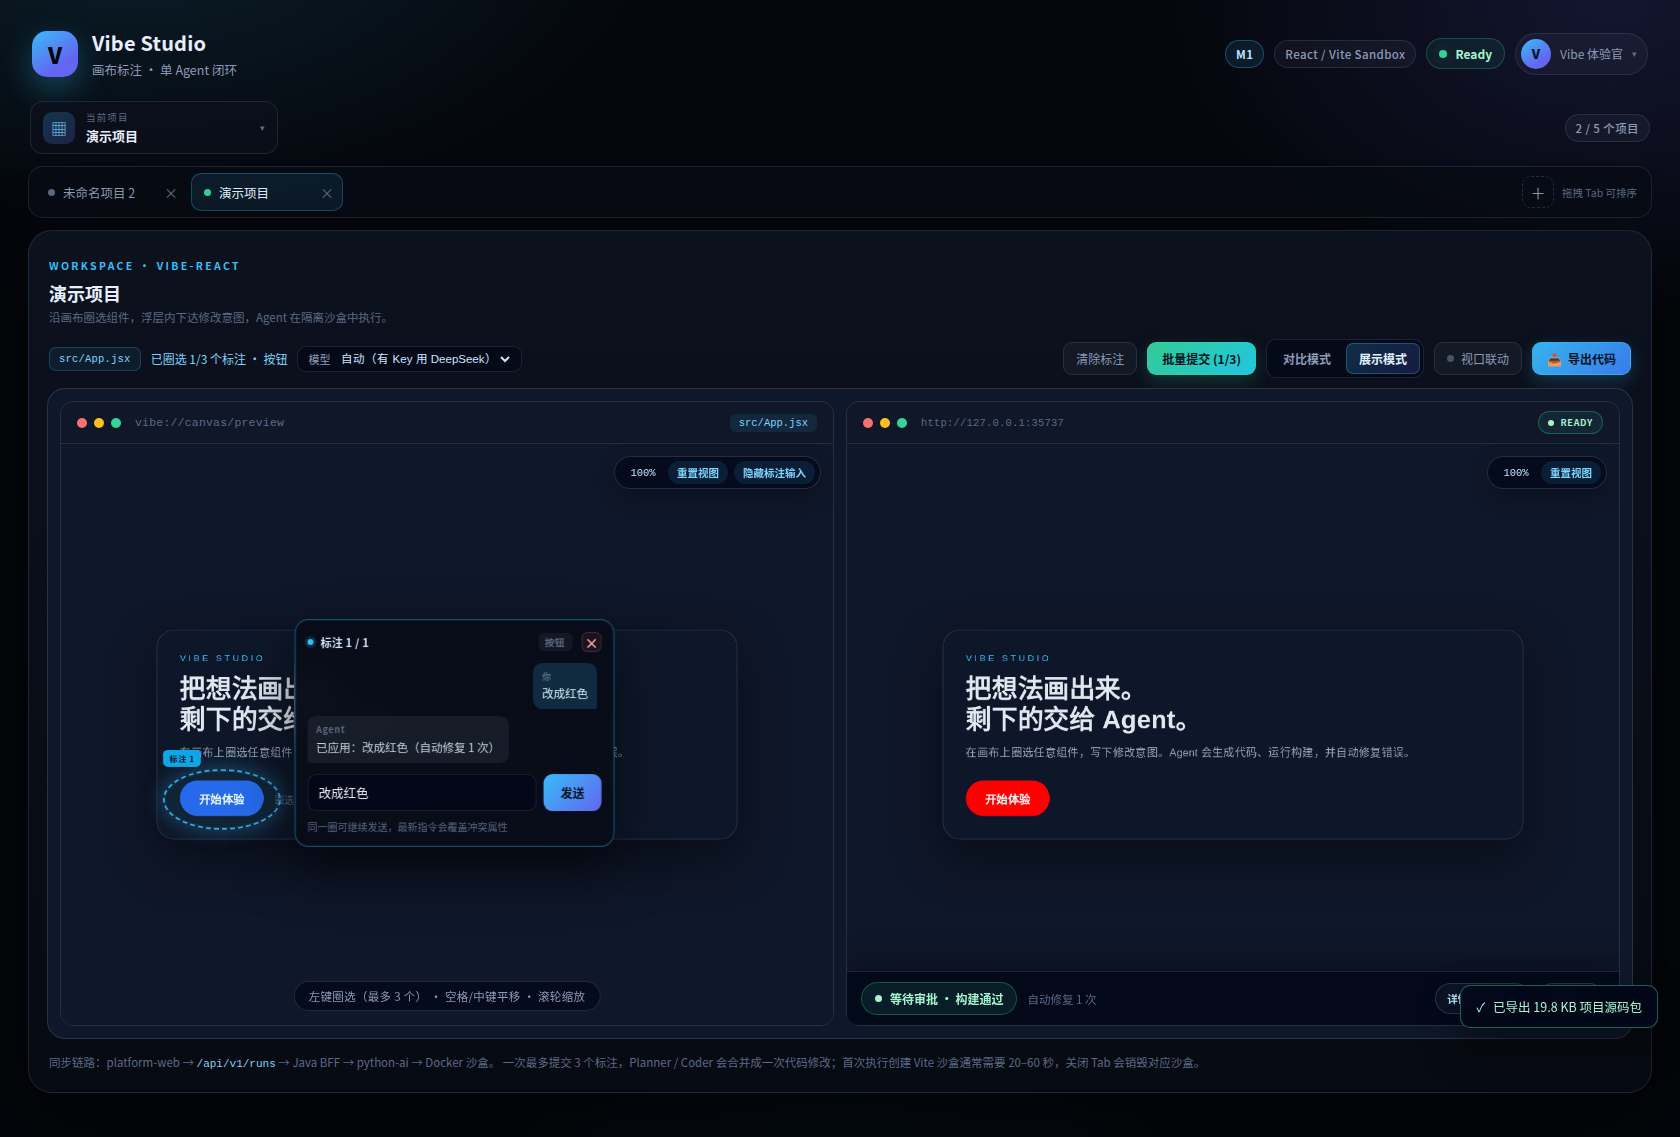 V
Vibe Studio
画布标注 · 单 Agent 闭环
M1
React / Vite Sandbox
Ready
V
Vibe 体验官
当前项目
演示项目
2 / 5 个项目
未命名项目 2
演示项目
拖拽 Tab 可排序
WORKSPACE · VIBE-REACT
演示项目
沿画布圈选组件，浮层内下达修改意图，Agent 在隔离沙盒中执行。
src/App.jsx
已圈选 1/3 个标注 · 按钮
模型
自动（有 Key 用 DeepSeek）
清除标注
批量提交 (1/3)
对比模式
展示模式
视口联动
导出代码
vibe://canvas/preview
src/App.jsx
100%
重置视图
隐藏标注输入
VIBE STUDIO
把想法画出
剩下的交给
在画布上圈选任意组件
标注 1
开始体验
圈选
标注 1 / 1
按钮
你
改成红色
Agent
已应用：改成红色（自动修复 1 次）
改成红色
发送
同一圈可继续发送，最新指令会覆盖冲突属性
左键圈选（最多 3 个） · 空格/中键平移 · 滚轮缩放
http://127.0.0.1:35737
READY
100%
重置视图
VIBE STUDIO
把想法画出来。
剩下的交给 Agent。
在画布上圈选任意组件，写下修改意图。Agent 会生成代码、运行构建，并自动修复错误。
开始体验
等待审批 · 构建通过
自动修复 1 次
✓ 已导出 19.8 KB 项目源码包
同步链路：platform-web → /api/v1/runs → Java BFF → python-ai → Docker 沙盒。 一次最多提交 3 个标注，Planner / Coder 会合并成一次代码修改；首次执行创建 Vite 沙盒通常需要 20–60 秒，关闭 Tab 会销毁对应沙盒。